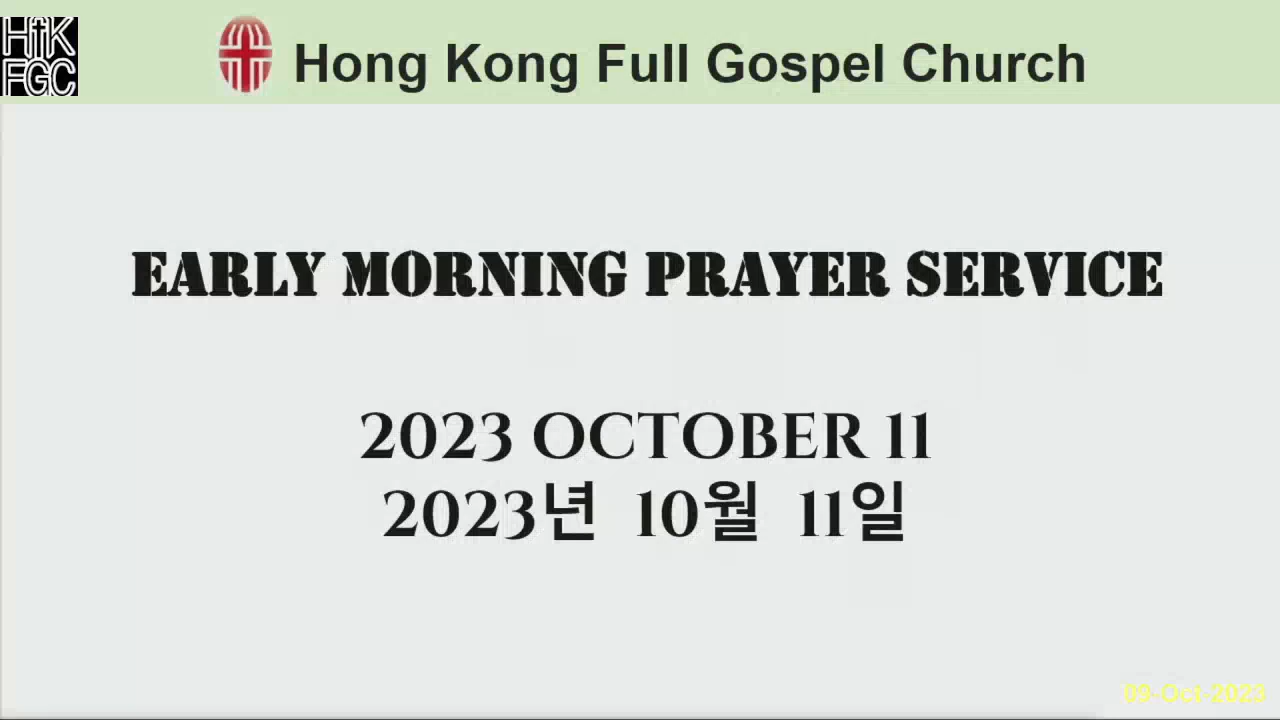 H†K
FGC
Hong Kong Full Gospel Church
EARLY MORNING PRAYER SERVICE
2023 OCTOBER 11
2023년 10월 11일
09-Oct-2023